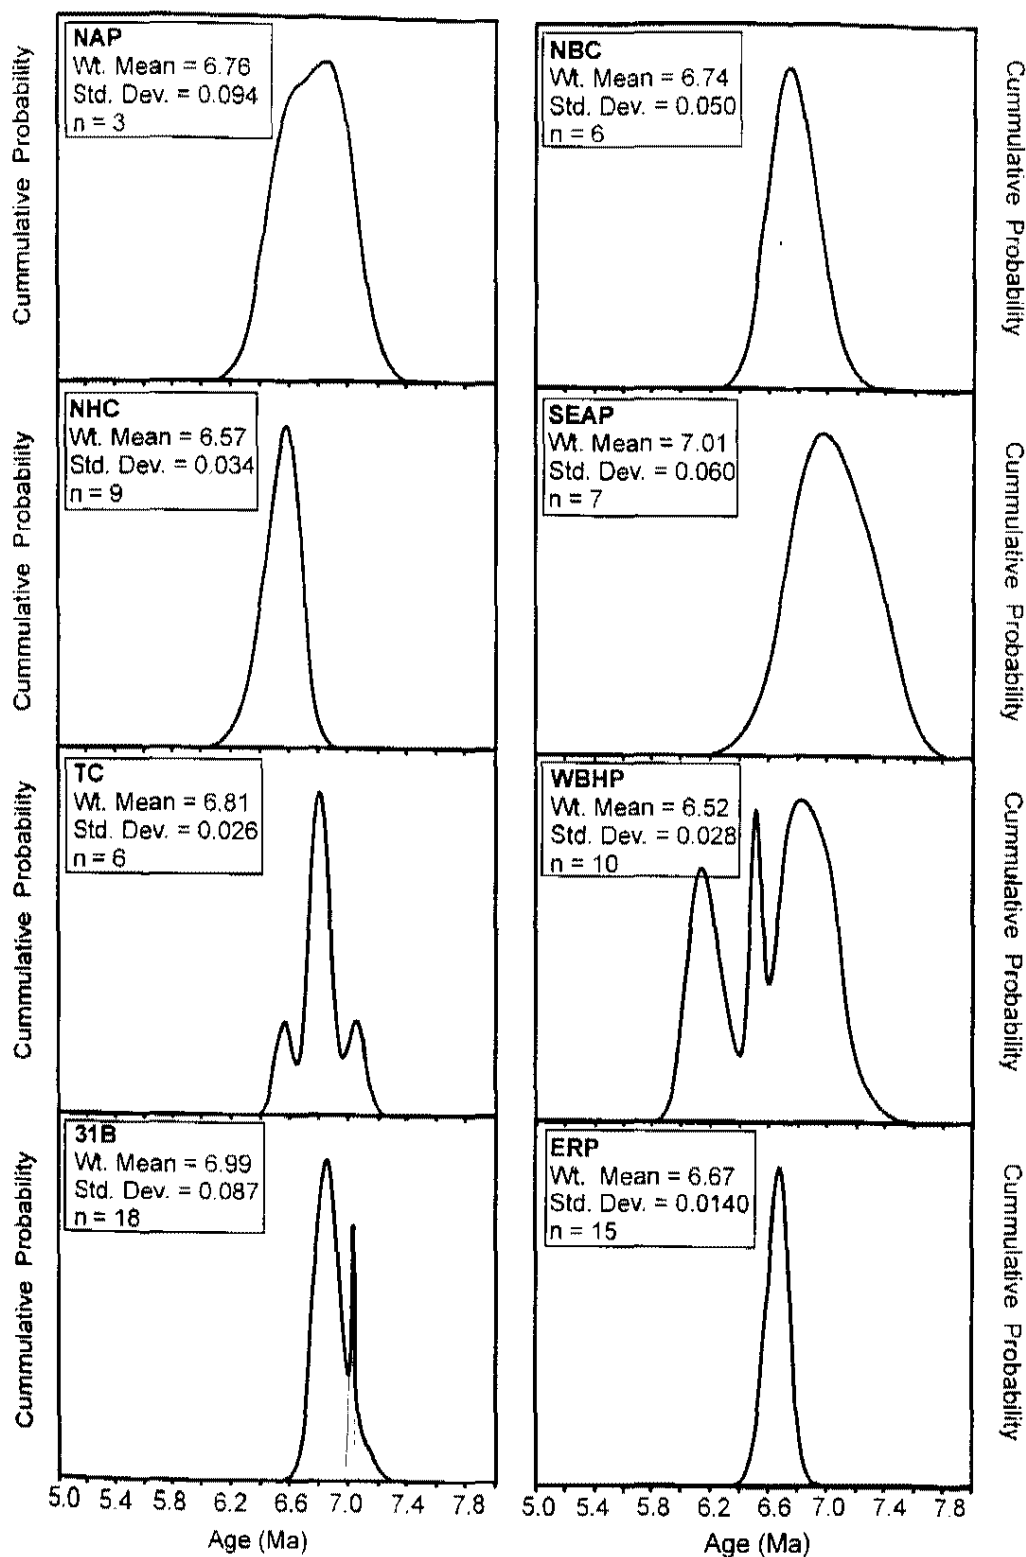 NAP
Wt. Mean = 6.76
Std. Dev. = 0.094
n = 3
Cummulative Probability
NBC
Wt. Mean = 6.74
Std. Dev. = 0.050
n = 6
Cummulative Probability
NHC
Wt. Mean = 6.57
Std. Dev. = 0.034
n = 9
Cummulative Probability
SEAP
Wt. Mean = 7.01
Std. Dev. = 0.060
n = 7
Cummulative Probability
TC
Wt. Mean = 6.81
Std. Dev. = 0.026
n = 6
Cummulative Probability
WBHP
Wt. Mean = 6.52
Std. Dev. = 0.028
n = 10
Cummulative Probability
31B
Wt. Mean = 6.99
Std. Dev. = 0.087
n = 18
Cummulative Probability
ERP
Wt. Mean = 6.67
Std. Dev. = 0.0140
n = 15
Cummulative Probability
5.0 5.4 5.8 6.2 6.6 7.0 7.4 7.8
Age (Ma)
5.0 5.4 5.8 6.2 6.6 7.0 7.4 7.8
Age (Ma)